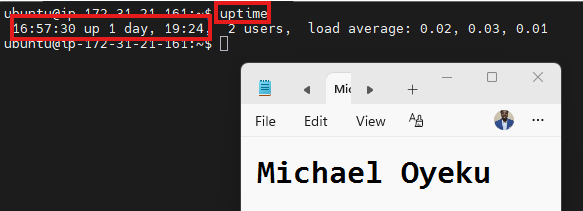 ubuntu@ip-172-31-21-161:~$ uptime
16:57:30 up 1 day, 19:24, 2 users, load average: 0.02, 0.03, 0.01
ubuntu@ip-172-31-21-161:~$
Mic
File Edit View
Michael Oyeku